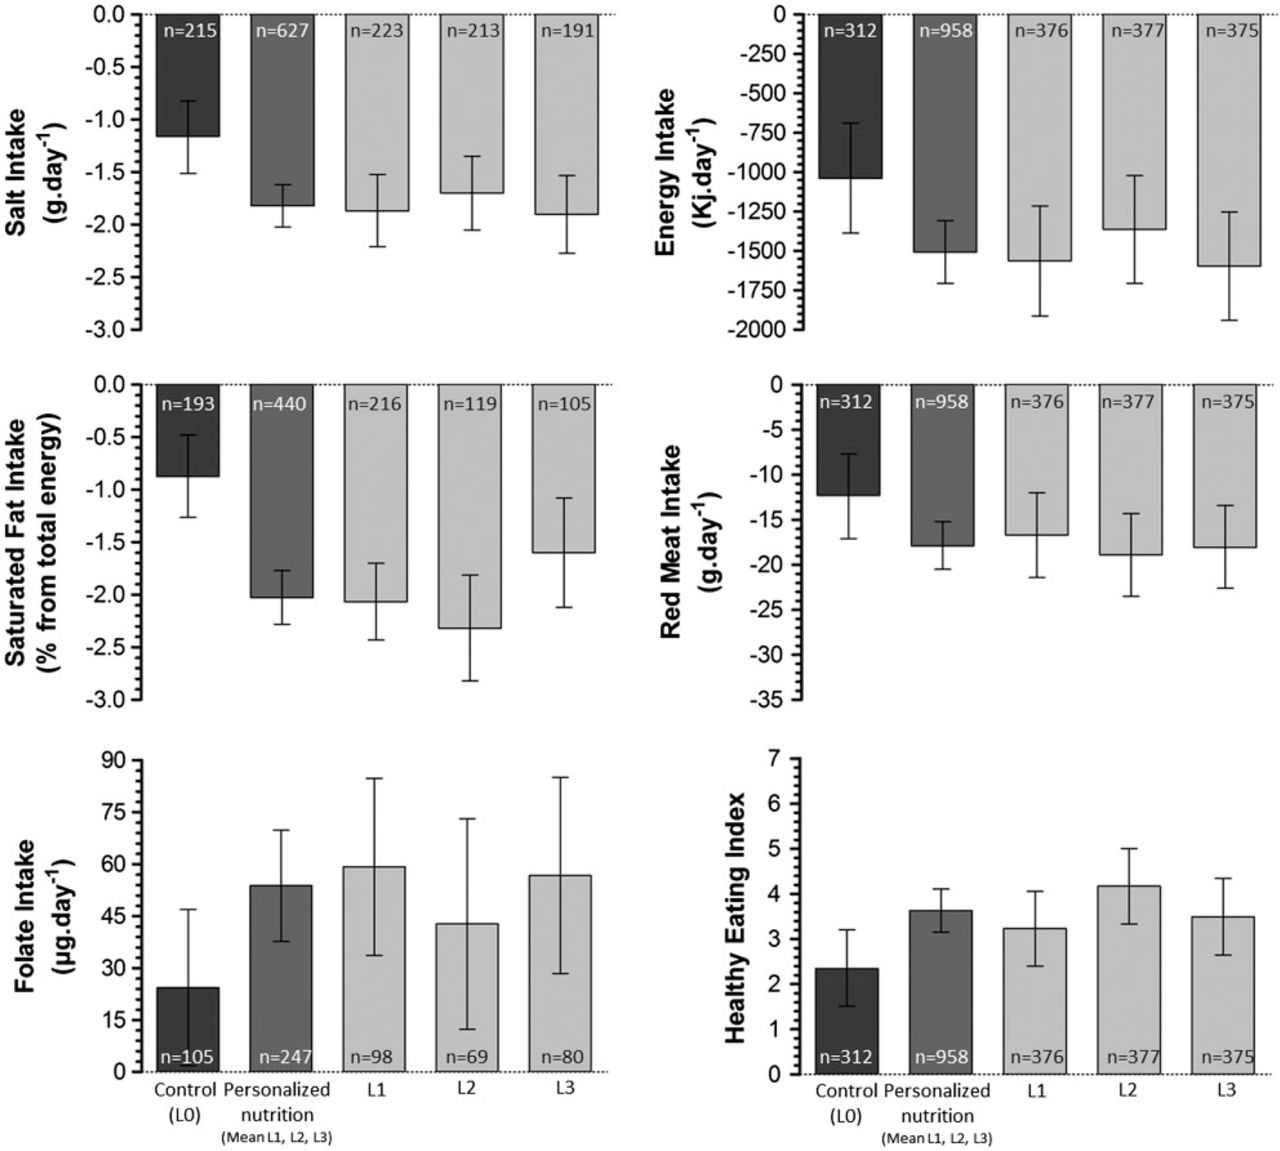 Salt Intake
(g.day⁻¹)
0.0
-0.5
-1.0
-1.5
-2.0
-2.5
-3.0
n=215 n=627 n=223 n=213 n=191
Energy Intake
(Kj.day⁻¹)
0
-250
-500
-750
-1000
-1250
-1500
-1750
-2000
n=312 n=958 n=376 n=377 n=375
Saturated Fat Intake
(% from total energy)
0.0
-0.5
-1.0
-1.5
-2.0
-2.5
-3.0
n=193 n=440 n=216 n=119 n=105
Red Meat Intake
(g.day⁻¹)
0
-5
-10
-15
-20
-25
-30
-35
n=312 n=958 n=376 n=377 n=375
Folate Intake
(µg.day⁻¹)
90
75
60
45
30
15
0
n=105 n=247 n=98 n=69 n=80
Control Personalized L1 L2 L3
(L0) nutrition
(Mean L1, L2, L3)
Healthy Eating Index
7
6
5
4
3
2
1
0
n=312 n=958 n=376 n=377 n=375
Control Personalized L1 L2 L3
(L0) nutrition
(Mean L1, L2, L3)